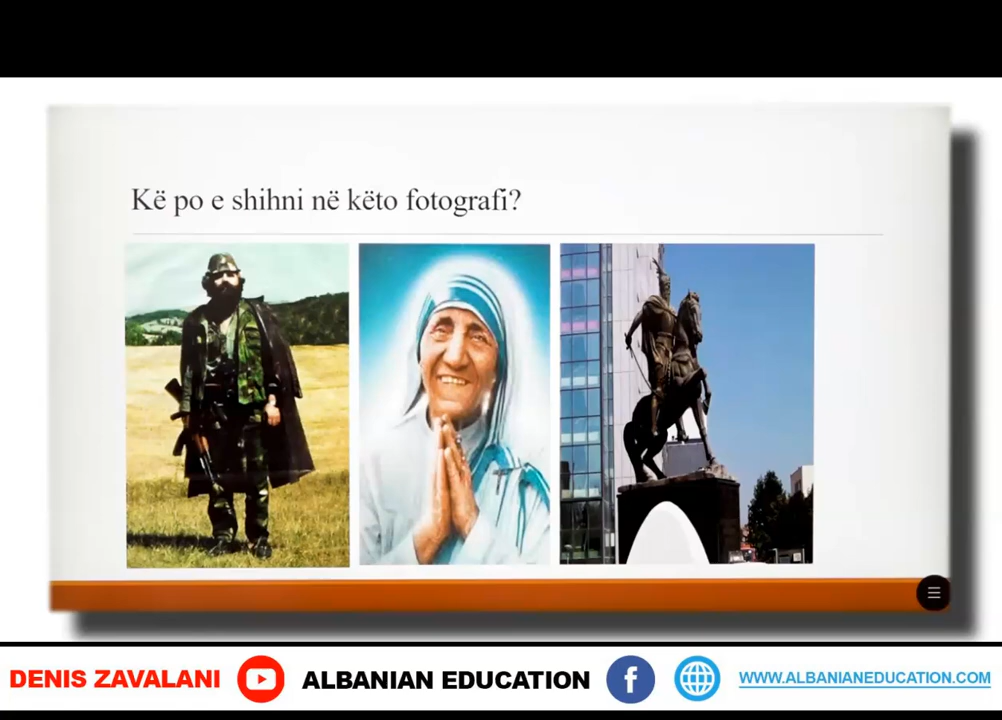 Kë po e shihni në këto fotografi?
DENIS ZAVALANI
ALBANIAN EDUCATION
WWW.ALBANIANEDUCATION.COM